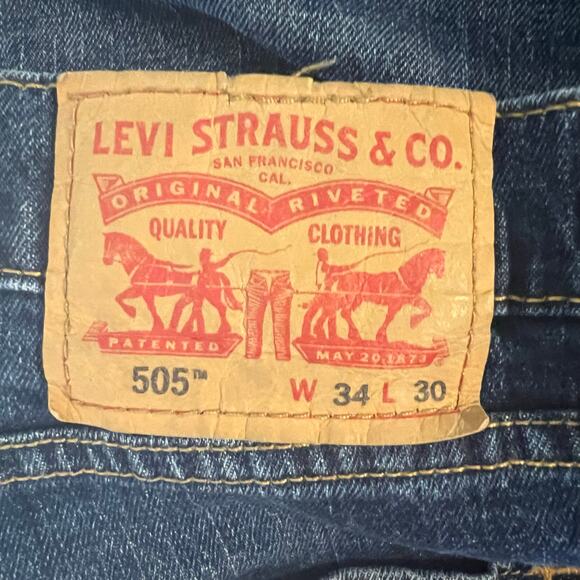 LEVI STRAUSS & CO.
SAN FRANCISCO
CAL.
ORIGINAL RIVETED
QUALITY CLOTHING
PATENTED MAY 20, 1873
505™ W 34 L 30